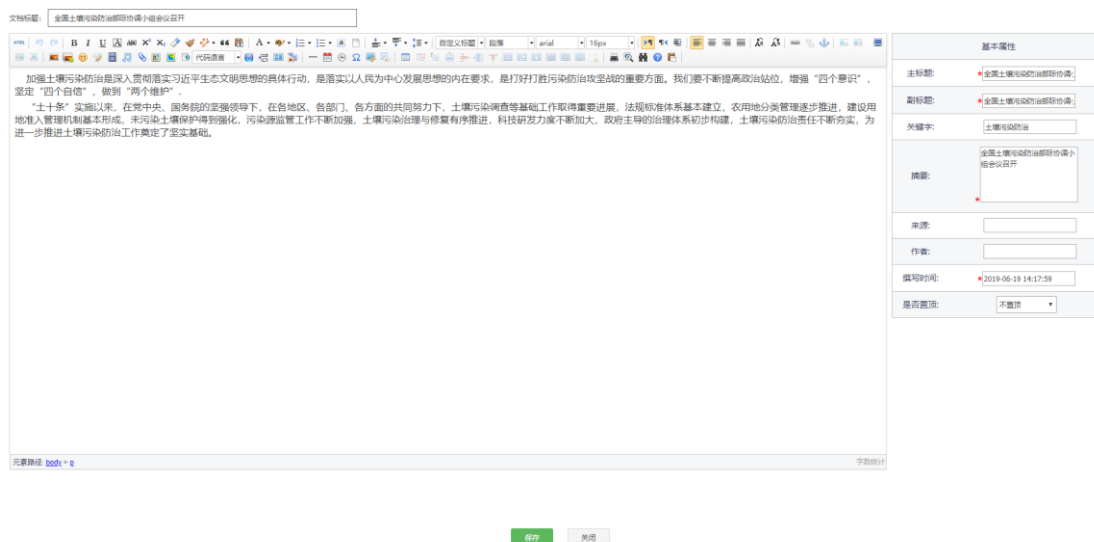 文档标题: 全国土壤污染防治部际协调小组会议召开
HTML
自定义标题 段落 arial 16px
代码语言
加强土壤污染防治是深入贯彻落实习近平生态文明思想的具体行动，是落实以人民为中心发展思想的内在要求，是打好打胜污染防治攻坚战的重要方面。我们要不断提高政治站位，增强“四个意识”，
坚定“四个自信”，做到“两个维护”.
“土十条”实施以来，在党中央、国务院的坚强领导下，在各地区、各部门、各方面的共同努力下，土壤污染调查等基础工作取得重要进展，法规标准体系基本建立，农用地分类管理逐步推进，建设用
地准入管理机制基本形成，未污染土壤保护得到强化，污染源监管工作不断加强，土壤污染治理与修复有序推进，科技研发力度不断加大，政府主导的治理体系初步构建，土壤污染防治责任不断夯实，为
进一步推进土壤污染防治工作奠定了坚实基础。
元素路径: body > p
字数统计
基本属性
主标题: *全国土壤污染防治部际协调小
副标题: *全国土壤污染防治部际协调小
关键字: 土壤污染防治
摘要: *全国土壤污染防治部际协调小
组会议召开
来源:
作者:
撰写时间: *2019-06-19 14:17:59
是否置顶: 不置顶
保存 关闭